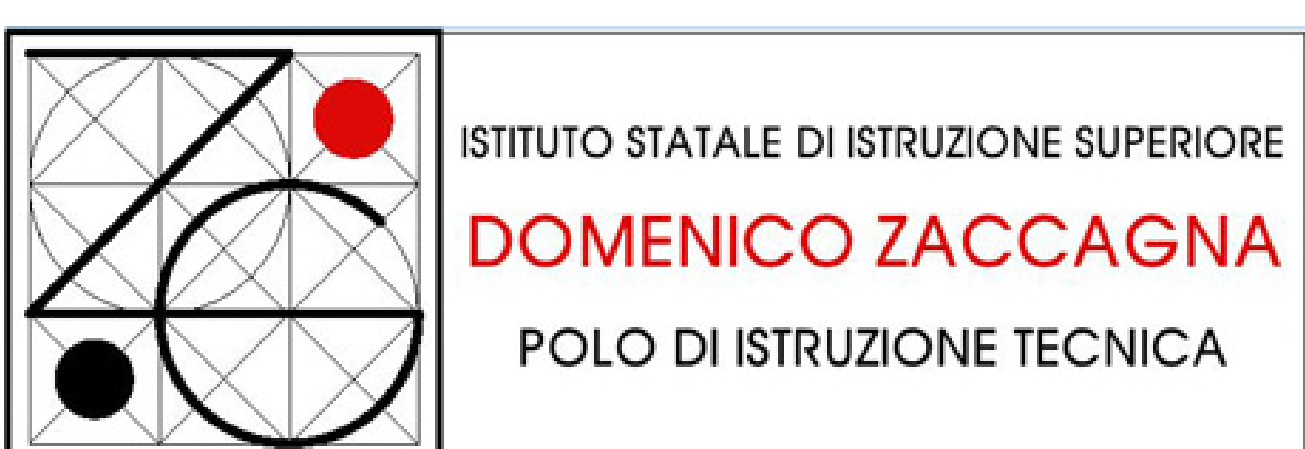 ISTITUTO STATALE DI ISTRUZIONE SUPERIORE
DOMENICO ZACCAGNA
POLO DI ISTRUZIONE TECNICA